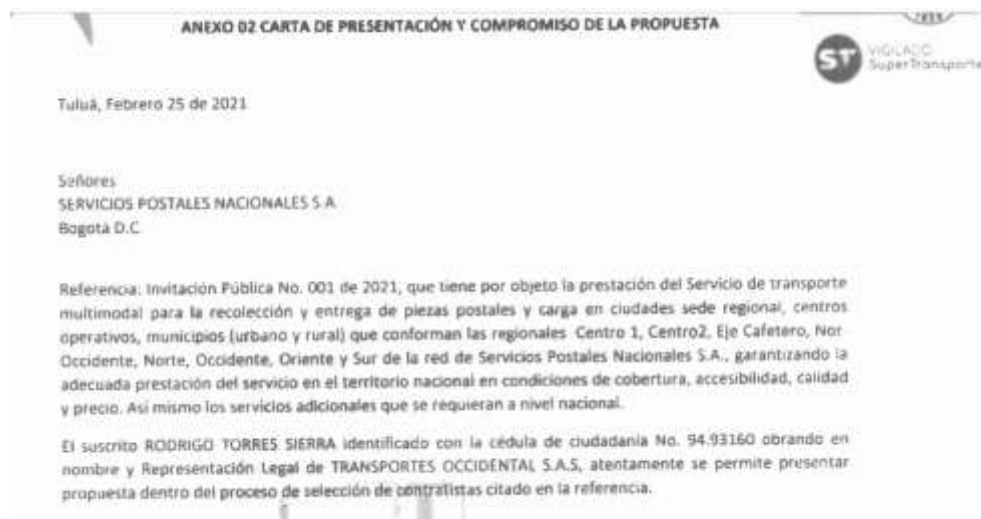 ANEXO 02 CARTA DE PRESENTACIÓN Y COMPROMISO DE LA PROPUESTA
ST
VIGILADO
SuperTransporte
Tuluá, Febrero 25 de 2021
Señores
SERVICIOS POSTALES NACIONALES S.A
Bogotá D.C.
Referencia: Invitación Pública No. 001 de 2021, que tiene por objeto la prestación del Servicio de transporte
multimodal para la recolección y entrega de piezas postales y carga en ciudades sede regional, centros
operativos, municipios (urbano y rural) que conforman las regionales Centro 1, Centro2, Eje Cafetero, Nor
Occidente, Norte, Occidente, Oriente y Sur de la red de Servicios Postales Nacionales S.A., garantizando la
adecuada prestación del servicio en el territorio nacional en condiciones de cobertura, accesibilidad, calidad
y precio. Así mismo los servicios adicionales que se requieran a nivel nacional.
El suscrito RODRIGO TORRES SIERRA identificado con la cédula de ciudadanía No. 94.93160 obrando en
nombre y Representación Legal de TRANSPORTES OCCIDENTAL S.A.S, atentamente se permite presentar
propuesta dentro del proceso de selección de contratistas citado en la referencia.